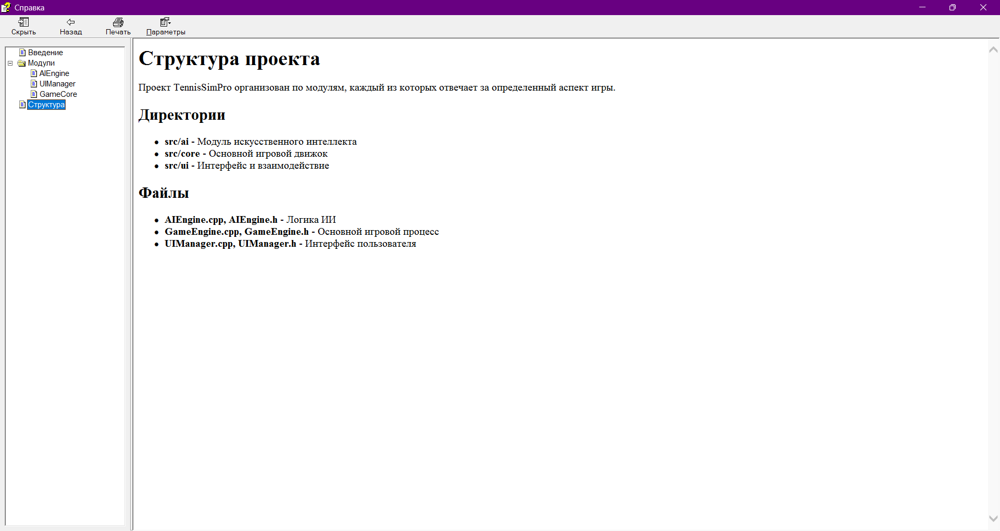 Справка
Скрыть
Назад
Печать
Параметры
Введение
Модули
AIEngine
UIManager
GameCore
Структура
Структура проекта
Проект TennisSimPro организован по модулям, каждый из которых отвечает за определенный аспект игры.
Директории
• src/ai - Модуль искусственного интеллекта
• src/core - Основной игровой движок
• src/ui - Интерфейс и взаимодействие
Файлы
• AIEngine.cpp, AIEngine.h - Логика ИИ
• GameEngine.cpp, GameEngine.h - Основной игровой процесс
• UIManager.cpp, UIManager.h - Интерфейс пользователя